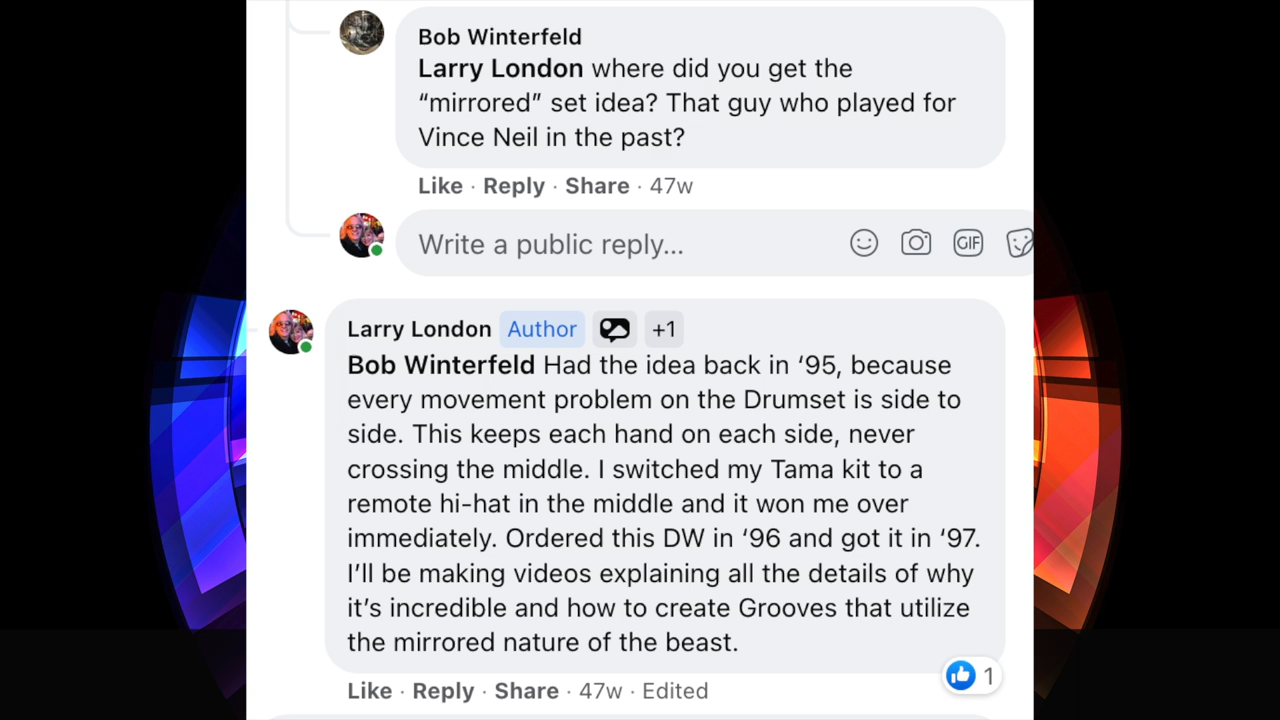 Bob Winterfeld
Larry London where did you get the
“mirrored” set idea? That guy who played for
Vince Neil in the past?
Like · Reply · Share · 47w
Write a public reply...
GIF
Larry London Author +1
Bob Winterfeld Had the idea back in ‘95, because
every movement problem on the Drumset is side to
side. This keeps each hand on each side, never
crossing the middle. I switched my Tama kit to a
remote hi-hat in the middle and it won me over
immediately. Ordered this DW in ‘96 and got it in ‘97.
I’ll be making videos explaining all the details of why
it’s incredible and how to create Grooves that utilize
the mirrored nature of the beast.
Like · Reply · Share · 47w · Edited
1